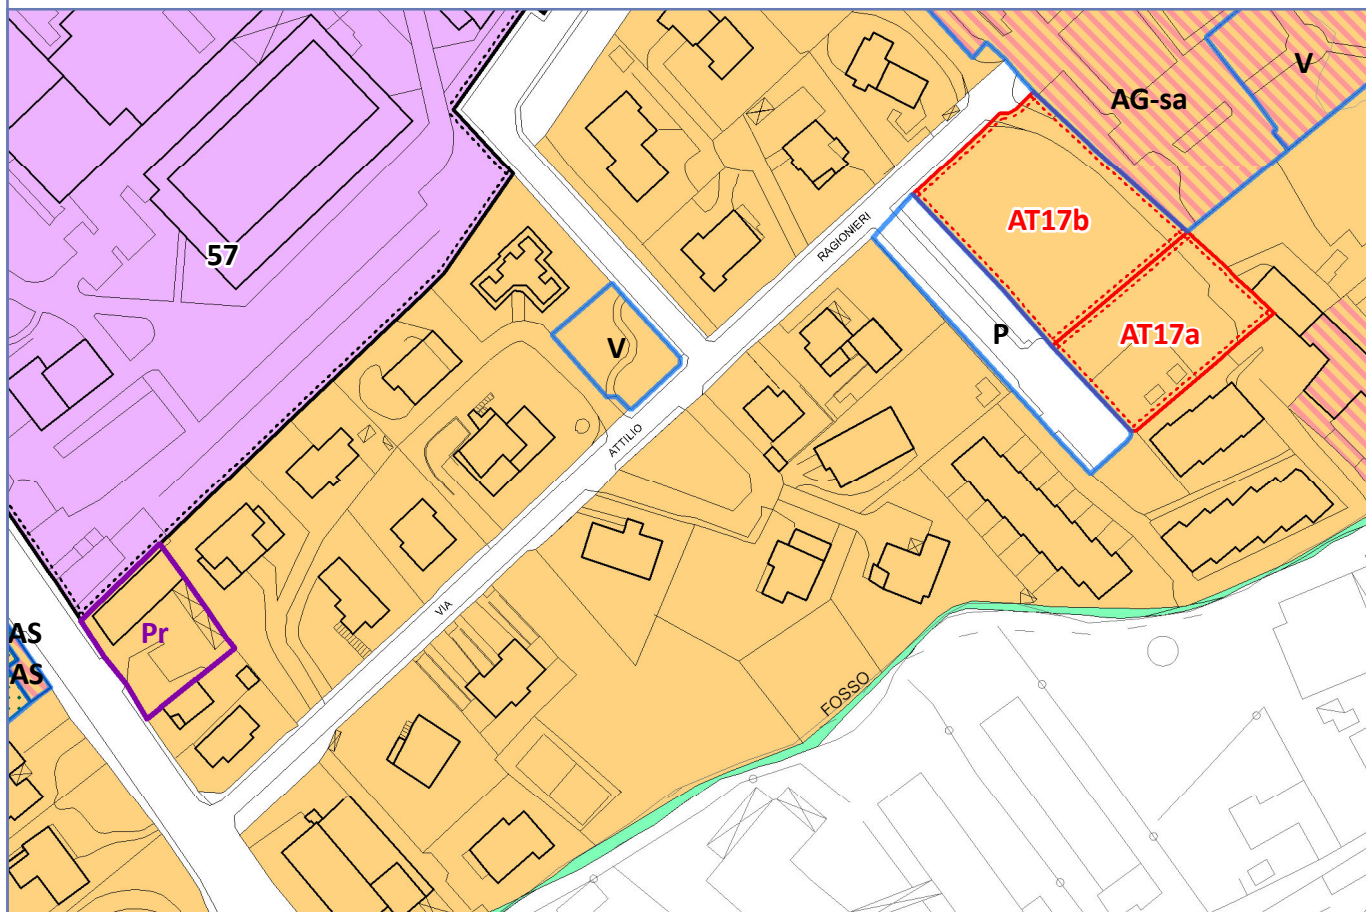 V
AG-sa
RAGIONIERI
AT17b
57
P
AT17a
V
ATTILIO
VIA
Pr
AS
AS
FOSSO